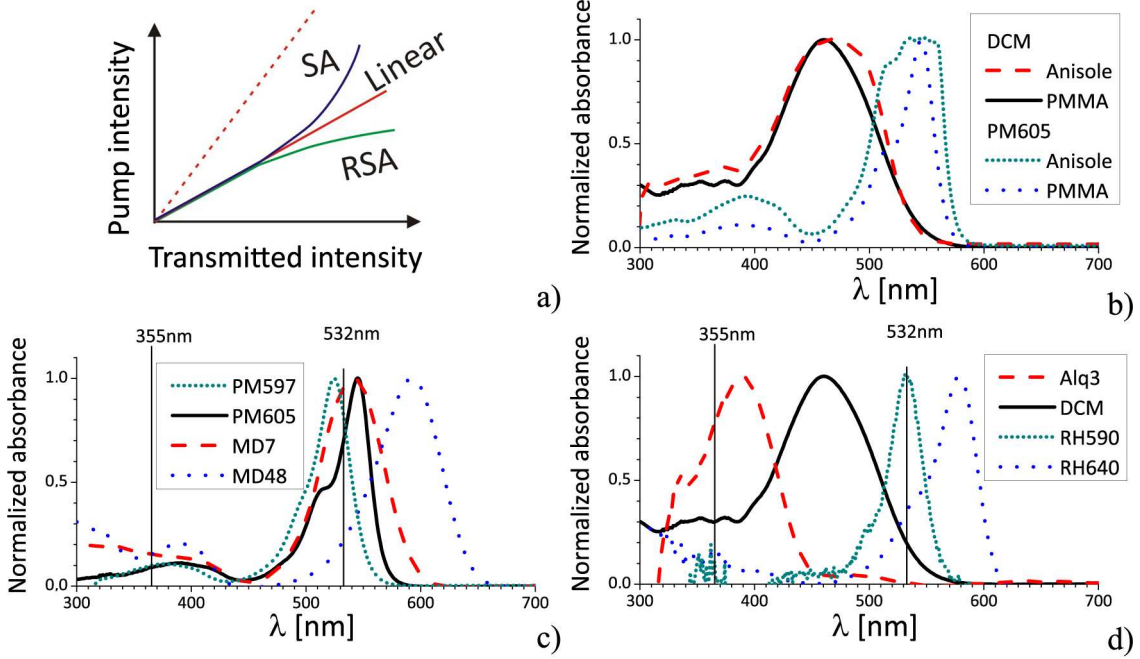 a)
Pump intensity
SA
Linear
RSA
Transmitted intensity
b)
Normalized absorbance
1.0
0.5
0.0
300 400 500 600 700
λ [nm]
DCM
Anisole
PMMA
PM605
Anisole
PMMA
c)
355nm
532nm
Normalized absorbance
1.0
0.5
0.0
300 400 500 600 700
λ [nm]
PM597
PM605
MD7
MD48
d)
355nm
532nm
Normalized absorbance
1.0
0.5
0.0
300 400 500 600 700
λ [nm]
Alq3
DCM
RH590
RH640